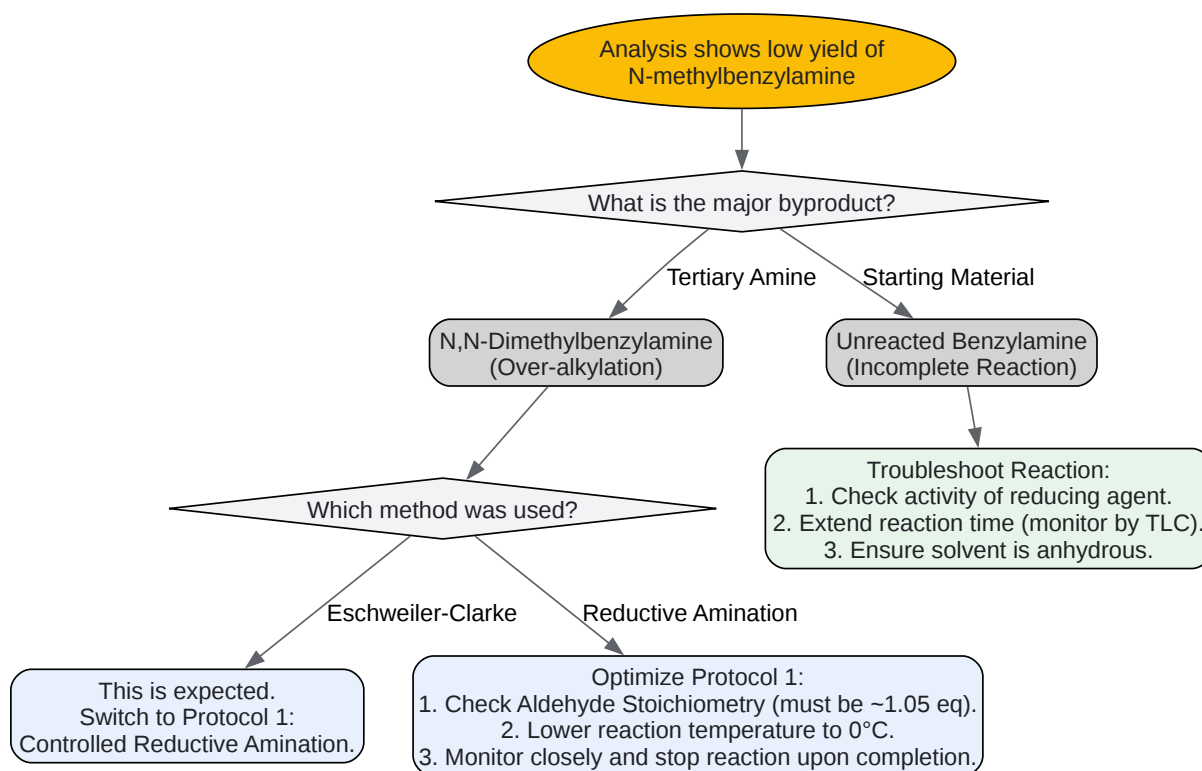 Analysis shows low yield of
N-methylbenzylamine
What is the major byproduct?
Tertiary Amine
Starting Material
N,N-Dimethylbenzylamine
(Over-alkylation)
Unreacted Benzylamine
(Incomplete Reaction)
Which method was used?
Troubleshoot Reaction:
1. Check activity of reducing agent.
2. Extend reaction time (monitor by TLC).
3. Ensure solvent is anhydrous.
Eschweiler-Clarke
Reductive Amination
This is expected.
Switch to Protocol 1:
Controlled Reductive Amination.
Optimize Protocol 1:
1. Check Aldehyde Stoichiometry (must be ~1.05 eq).
2. Lower reaction temperature to 0°C.
3. Monitor closely and stop reaction upon completion.